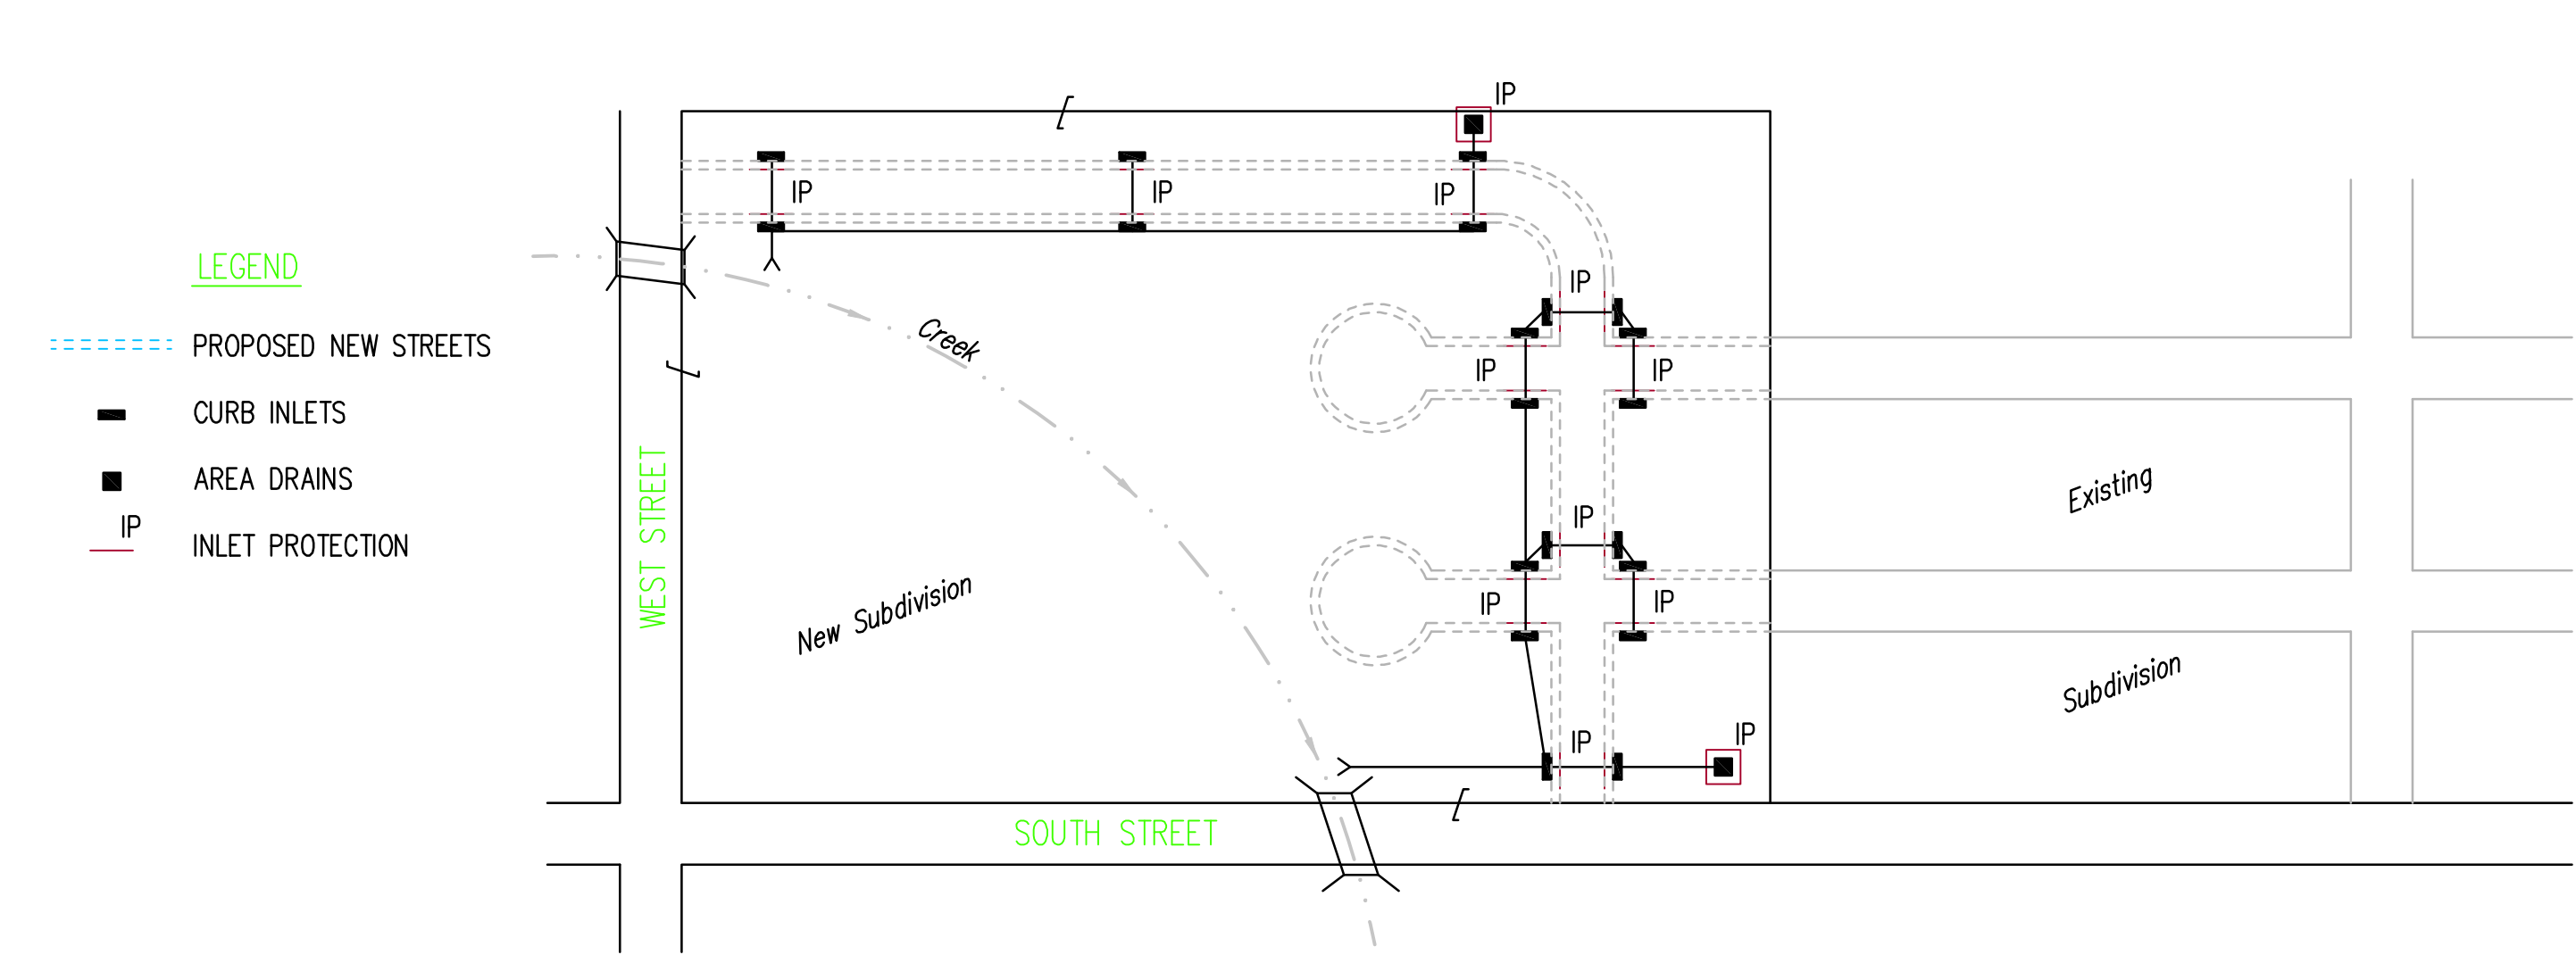 IP
IP
IP
IP
LEGEND
IP
Creek
PROPOSED NEW STREETS
IP
IP
CURB INLETS
AREA DRAINS
Existing
IP
IP
INLET PROTECTION
WEST STREET
New Subdivision
IP
IP
Subdivision
IP
IP
SOUTH STREET